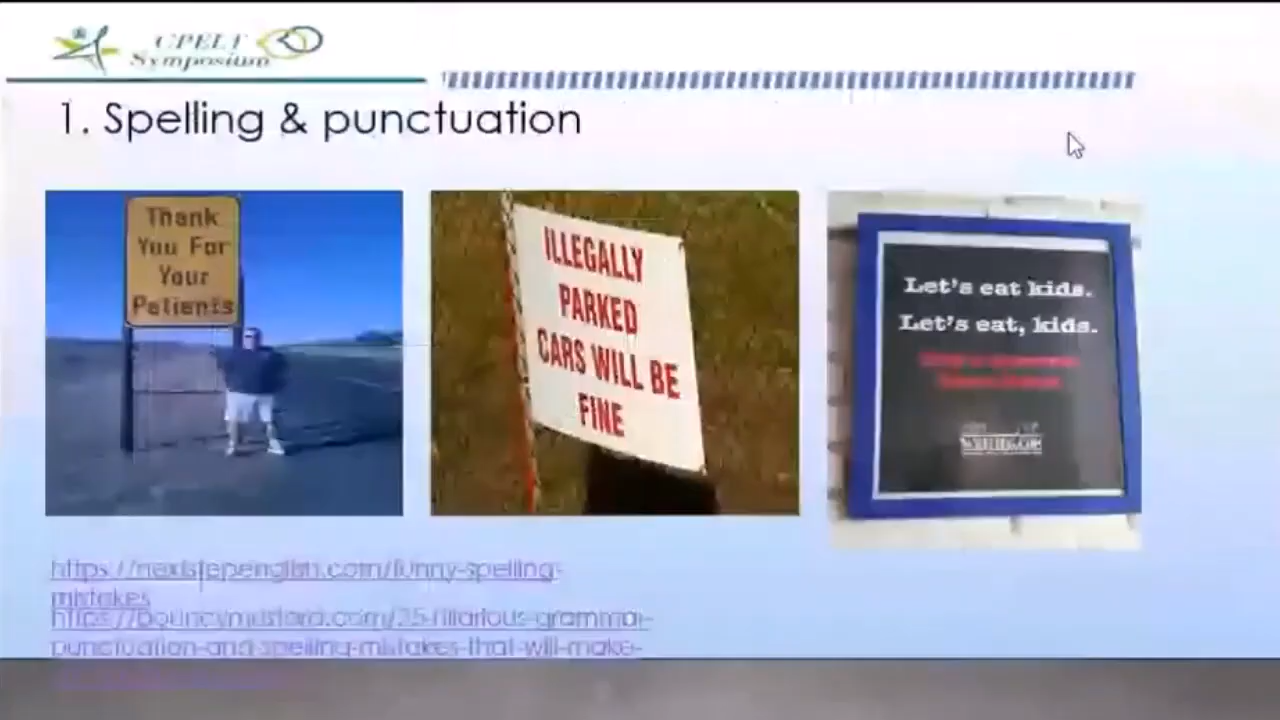 CPELT
Symposium
1. Spelling & punctuation
Thank
You For
Your
Patients
ILLEGALLY
PARKED
CARS WILL BE
FINE
Let's eat kids.
Let's eat, kids.
https://nextstepenglish.com/funny-spelling-
mistakes
https://bouncymustard.com/25-hilarious-grammar-
punctuation-and-spelling-mistakes-that-will-make-